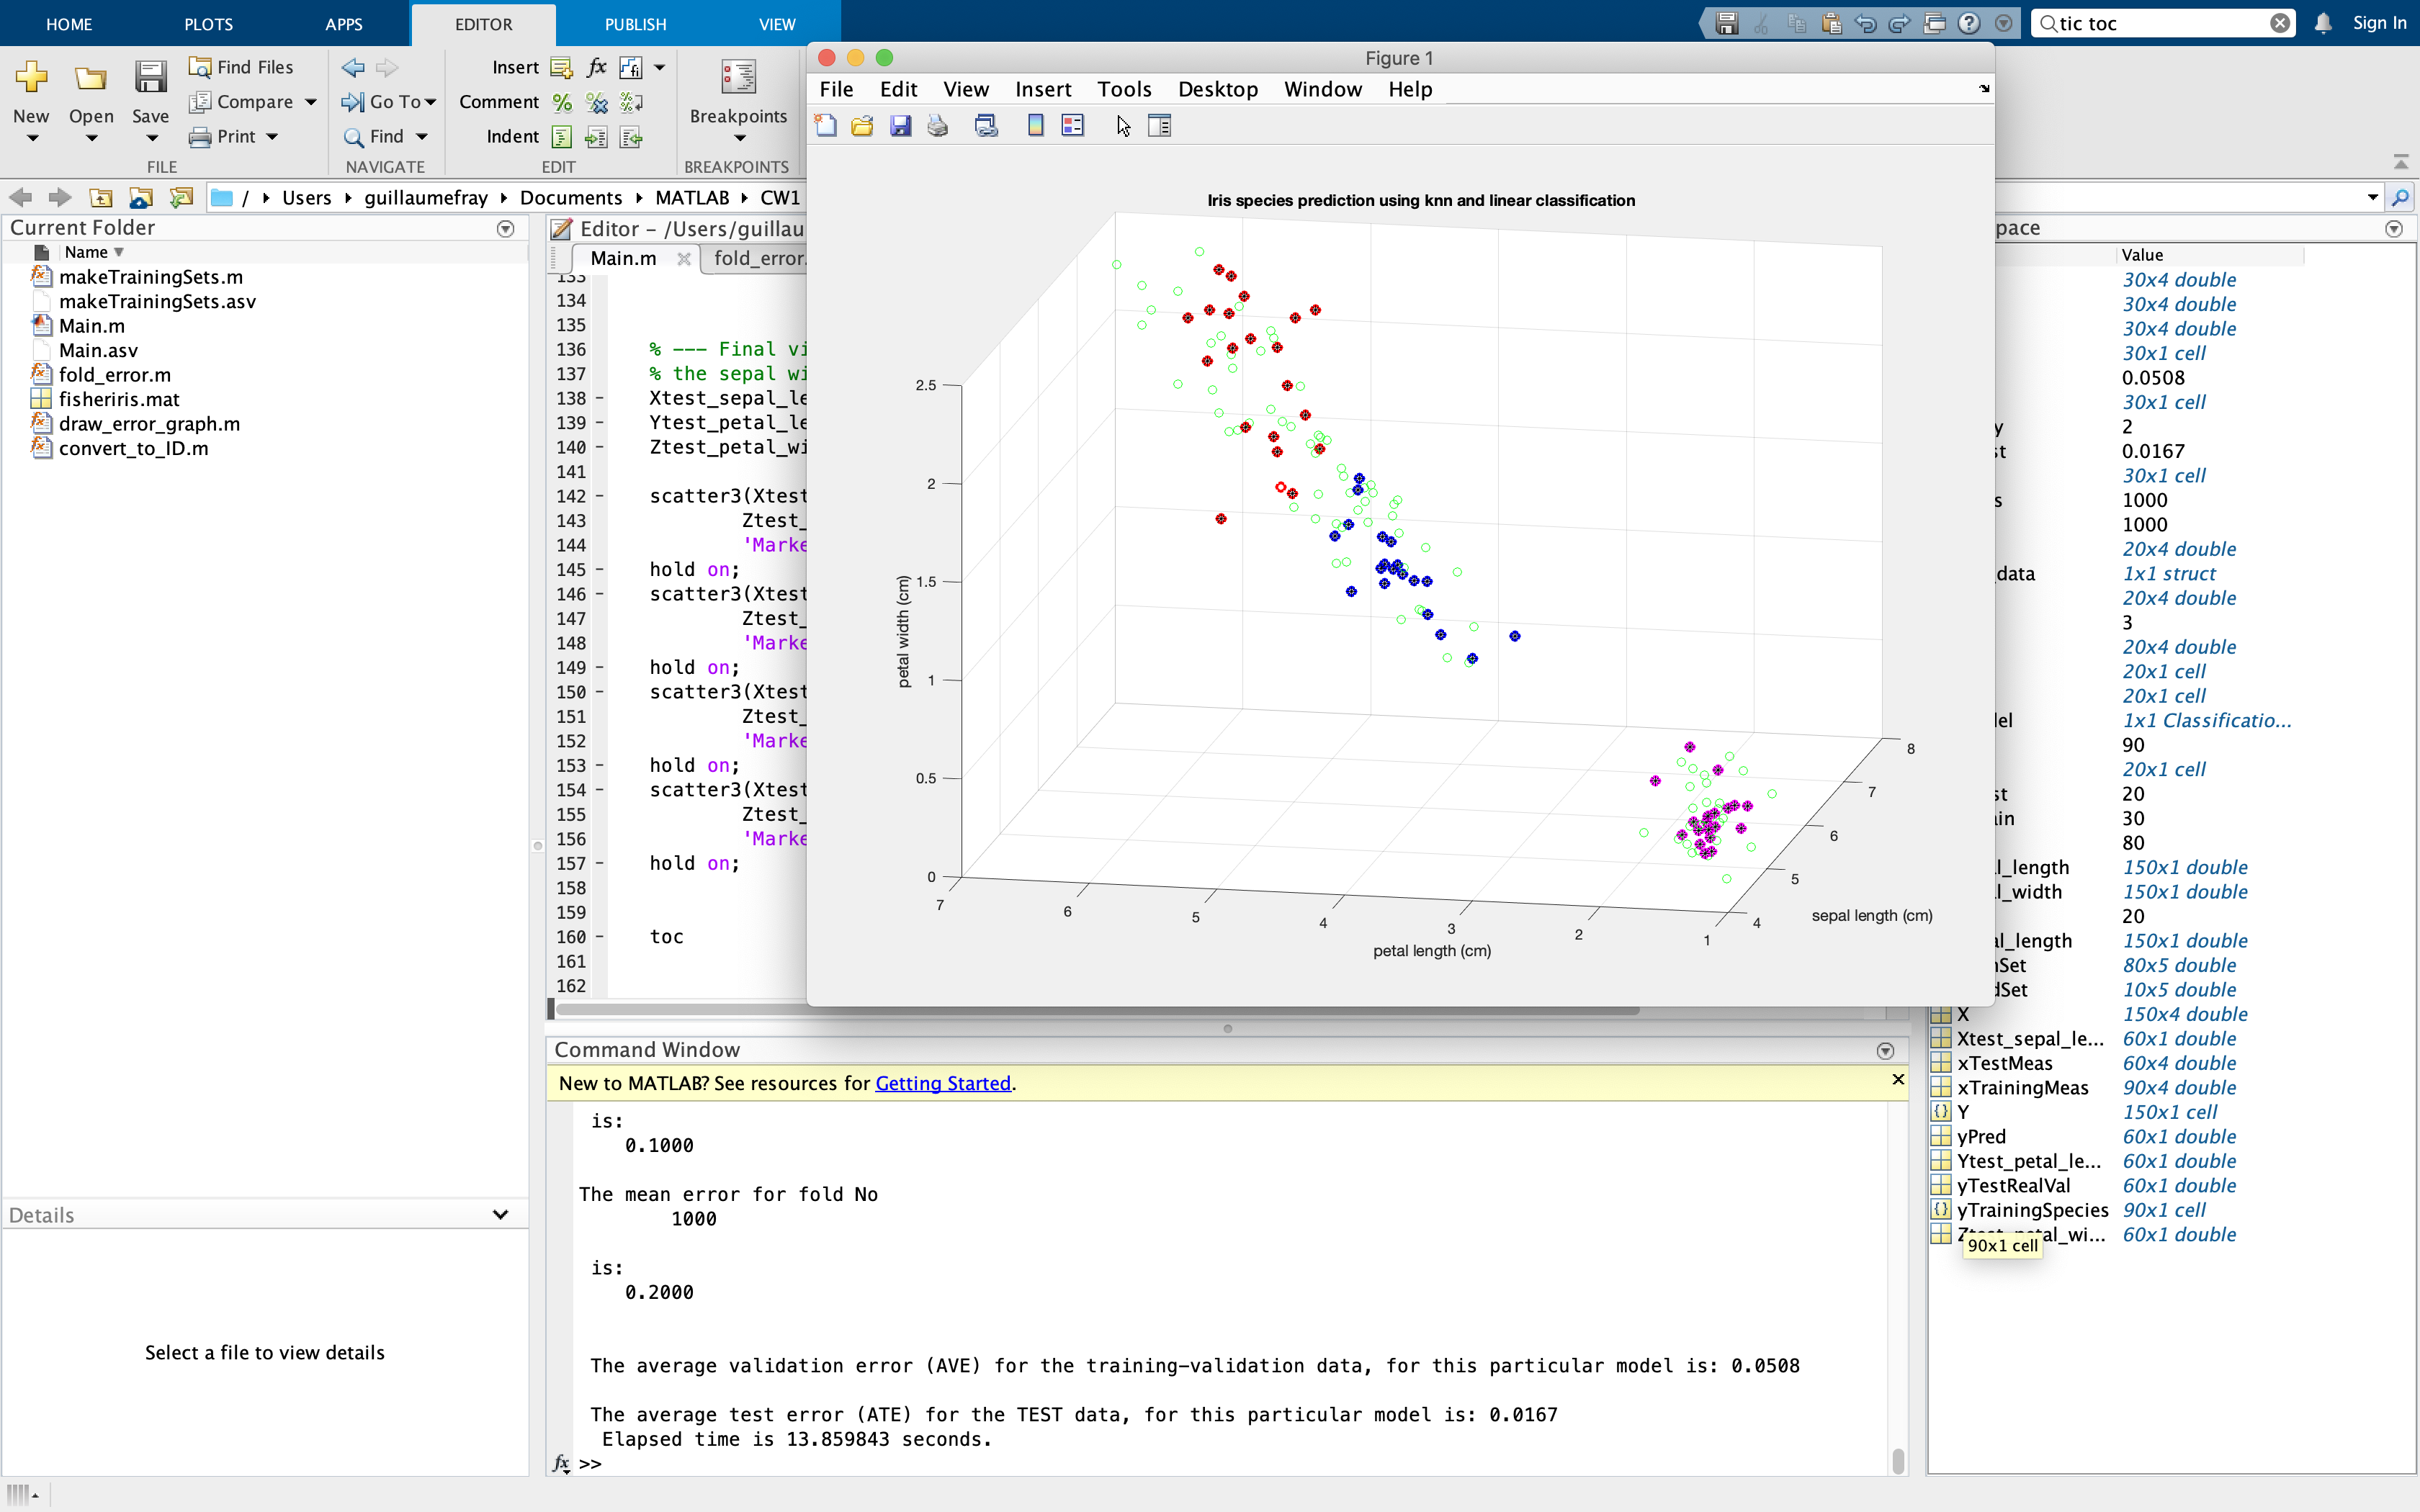 HOME PLOTS APPS EDITOR PUBLISH VIEW tic toc Sign In
New Open Save Find Files Compare Print
FILE
Go To Find
NAVIGATE
Insert fx
Comment
Indent
EDIT
Breakpoints
BREAKPOINTS
/ Users guillaumefray Documents MATLAB CW1
Current Folder
Name
makeTrainingSets.m
makeTrainingSets.asv
Main.m
Main.asv
fold_error.m
fisheriris.mat
draw_error_graph.m
convert_to_ID.m
Details
Select a file to view details
Editor – /Users/guillau
Main.m fold_error.
133
134
135
136 % --- Final vi
137 % the sepal wi
138 – Xtest_sepal_le
139 – Ytest_petal_le
140 – Ztest_petal_wi
141
142 – scatter3(Xtest
143 Ztest_
144 'Marke
145 – hold on;
146 – scatter3(Xtest
147 Ztest_
148 'Marke
149 – hold on;
150 – scatter3(Xtest
151 Ztest_
152 'Marke
153 – hold on;
154 – scatter3(Xtest
155 Ztest_
156 'Marke
157 – hold on;
158
159
160 – toc
161
162
Figure 1
File Edit View Insert Tools Desktop Window Help
Iris species prediction using knn and linear classification
2.5
2
1.5
1
0.5
0
petal width (cm)
7 6 5 4 3 2 1
petal length (cm)
8
7
6
5
4
sepal length (cm)
Command Window
New to MATLAB? See resources for Getting Started.
is:
0.1000
The mean error for fold No
1000
is:
0.2000
The average validation error (AVE) for the training-validation data, for this particular model is: 0.0508
The average test error (ATE) for the TEST data, for this particular model is: 0.0167
Elapsed time is 13.859843 seconds.
fx >>
pace
Value
30x4 double
30x4 double
30x4 double
30x1 cell
0.0508
30x1 cell
y 2
st 0.0167
30x1 cell
s 1000
1000
20x4 double
_data 1x1 struct
20x4 double
3
20x4 double
20x1 cell
20x1 cell
del 1x1 Classificatio...
90
20x1 cell
st 20
in 30
80
l_length 150x1 double
l_width 150x1 double
20
al_length 150x1 double
nSet 80x5 double
dSet 10x5 double
X 150x4 double
Xtest_sepal_le... 60x1 double
xTestMeas 60x4 double
xTrainingMeas 90x4 double
Y 150x1 cell
yPred 60x1 double
Ytest_petal_le... 60x1 double
yTestRealVal 60x1 double
yTrainingSpecies 90x1 cell
Ztest_petal_wi... 60x1 double
90x1 cell